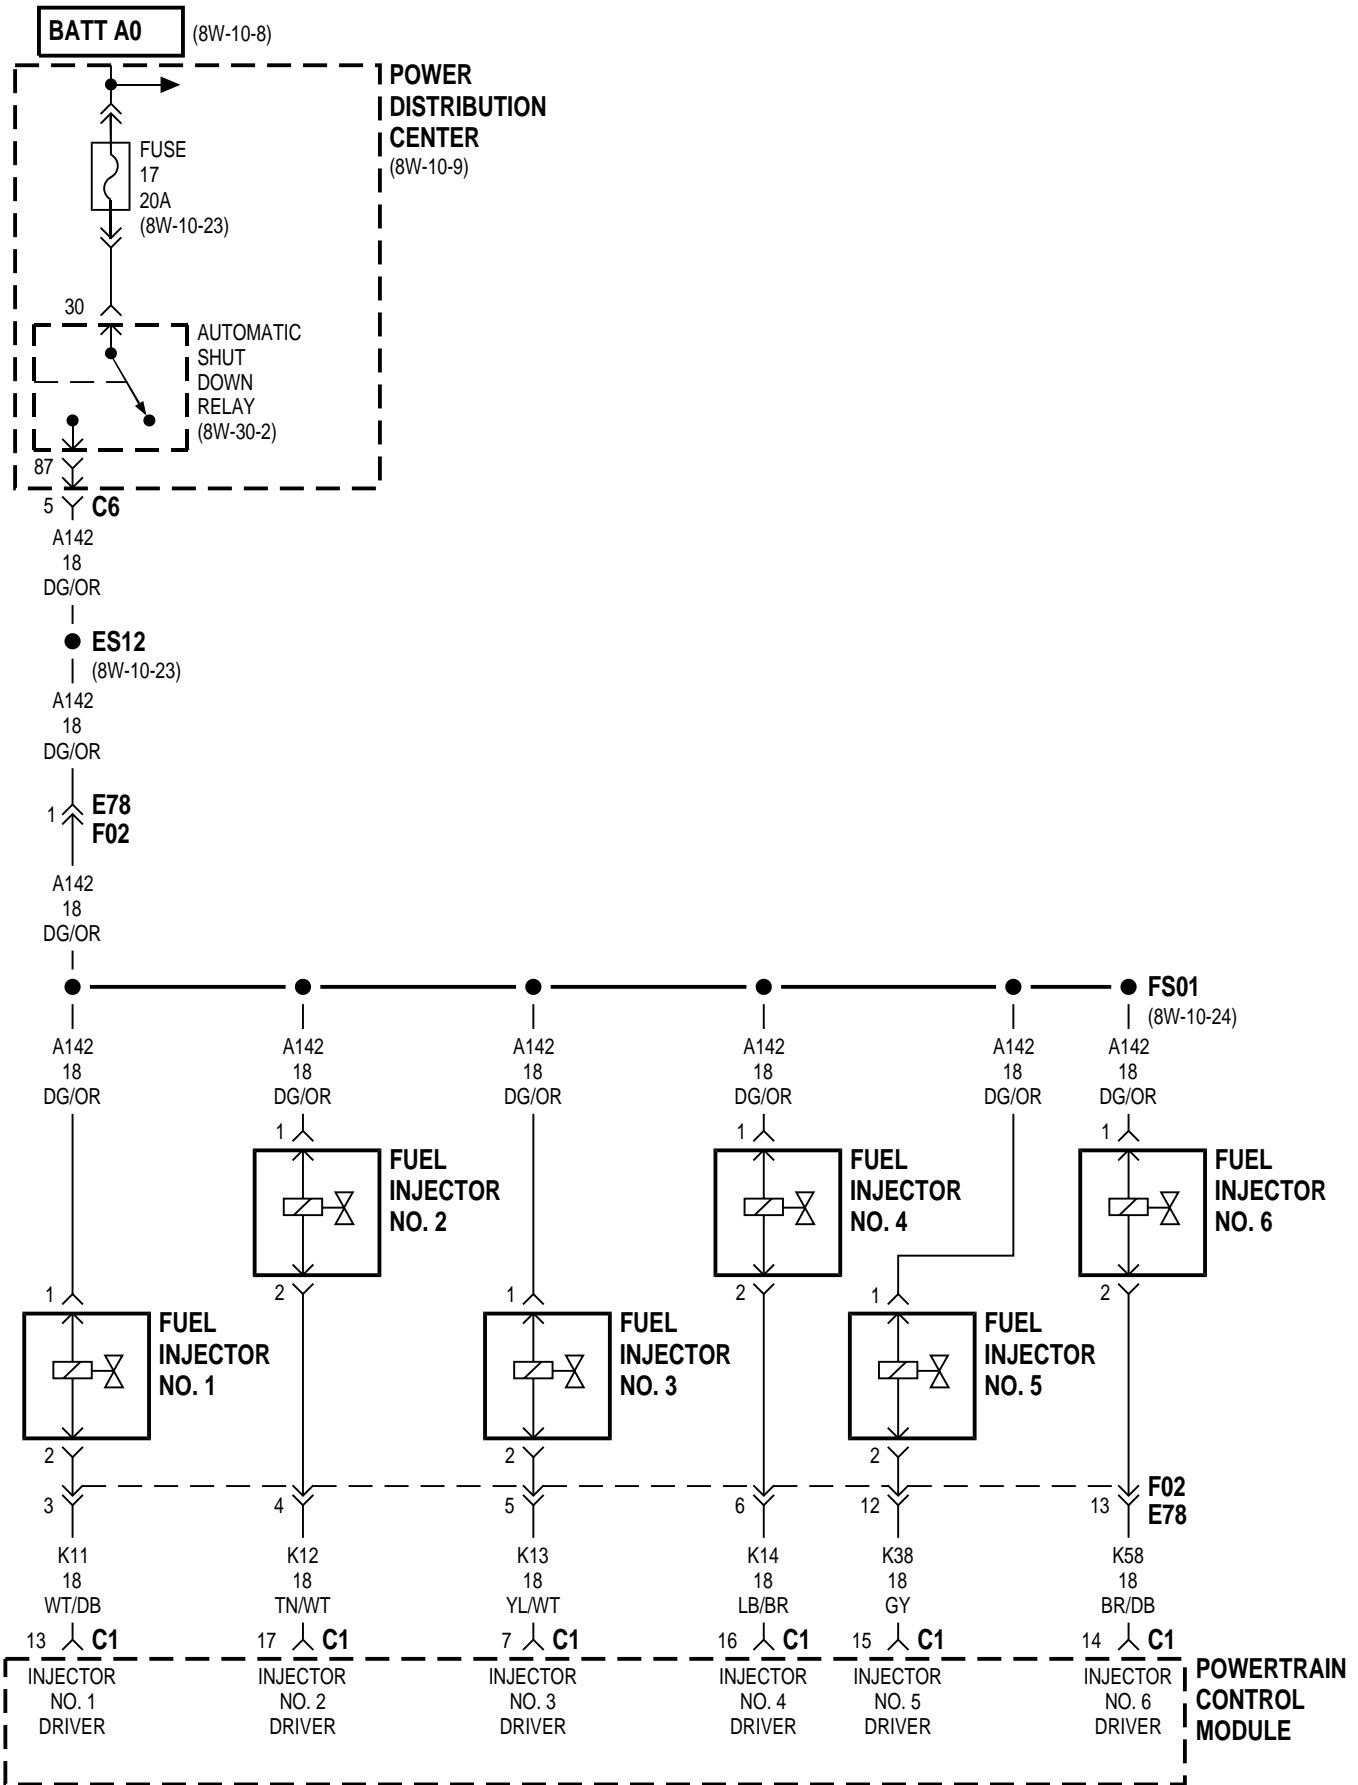 BATT A0 (8W-10-8)
POWER
DISTRIBUTION
CENTER
(8W-10-9)
FUSE
17
20A
(8W-10-23)
30
AUTOMATIC
SHUT
DOWN
RELAY
(8W-30-2)
87
5 C6
A142
18
DG/OR
ES12
(8W-10-23)
A142
18
DG/OR
1 E78
F02
A142
18
DG/OR
FS01
(8W-10-24)
A142 A142 A142 A142 A142 A142
18 18 18 18 18 18
DG/OR DG/OR DG/OR DG/OR DG/OR DG/OR
1 1 1
FUEL FUEL FUEL
INJECTOR INJECTOR INJECTOR
NO. 2 NO. 4 NO. 6
2 2 2
1 1 1
FUEL FUEL FUEL
INJECTOR INJECTOR INJECTOR
NO. 1 NO. 3 NO. 5
2 2 2
F02
3 4 5 6 12 13 E78
K11 K12 K13 K14 K38 K58
18 18 18 18 18 18
WT/DB TN/WT YL/WT LB/BR GY BR/DB
13 C1 17 C1 7 C1 16 C1 15 C1 14 C1
INJECTOR INJECTOR INJECTOR INJECTOR INJECTOR INJECTOR
NO. 1 NO. 2 NO. 3 NO. 4 NO. 5 NO. 6
DRIVER DRIVER DRIVER DRIVER DRIVER DRIVER
POWERTRAIN
CONTROL
MODULE